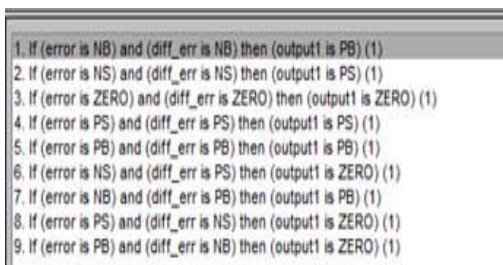 1. If (error is NB) and (diff_err is NB) then (output1 is PB) (1)
2. If (error is NS) and (diff_err is NS) then (output1 is PS) (1)
3. If (error is ZERO) and (diff_err is ZERO) then (output1 is ZERO) (1)
4. If (error is PS) and (diff_err is PS) then (output1 is PS) (1)
5. If (error is PB) and (diff_err is PB) then (output1 is PB) (1)
6. If (error is NS) and (diff_err is PS) then (output1 is ZERO) (1)
7. If (error is NB) and (diff_err is PB) then (output1 is PB) (1)
8. If (error is PS) and (diff_err is NS) then (output1 is ZERO) (1)
9. If (error is PB) and (diff_err is NB) then (output1 is ZERO) (1)